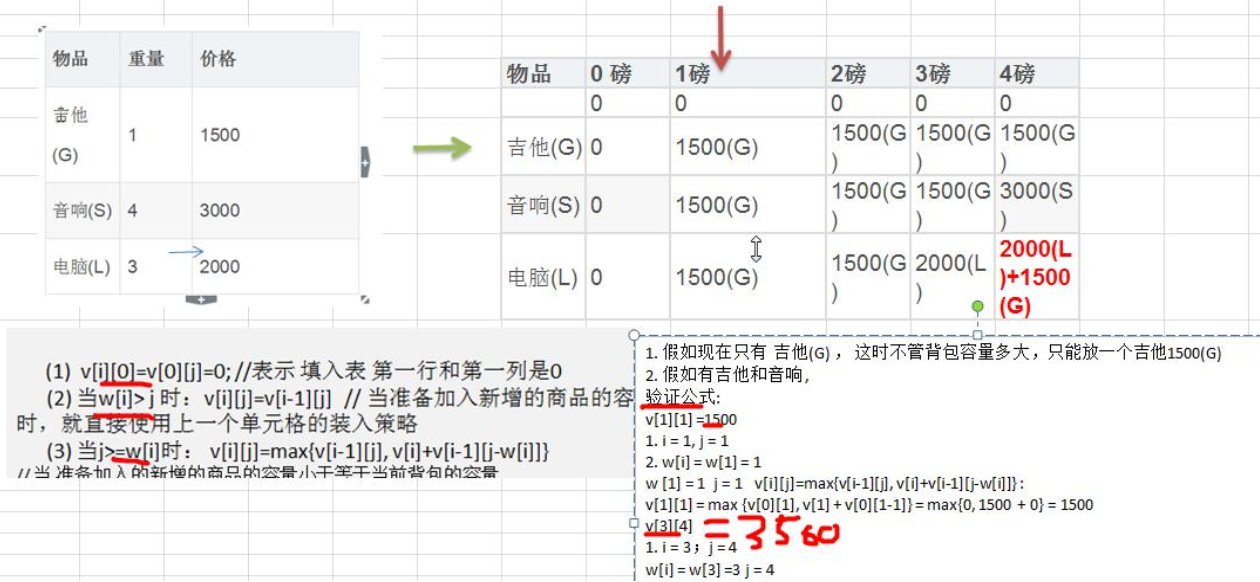 物品 重量 价格
吉他
(G)
1 1500
音响(S) 4 3000
电脑(L) 3 2000
物品 0 磅 1磅 2磅 3磅 4磅
0 0 0 0 0
吉他(G) 0 1500(G) 1500(G) 1500(G) 1500(G)
音响(S) 0 1500(G) 1500(G) 1500(G) 3000(S)
电脑(L) 0 1500(G) 1500(G) 2000(L) 2000(L)+1500(G)
(1) v[i][0]=v[0][j]=0; //表示 填入表 第一行和第一列是0
(2) 当w[i]> j 时：v[i][j]=v[i-1][j] // 当准备加入新增的商品的容
时，就直接使用上一个单元格的装入策略
(3) 当j>=w[i]时： v[i][j]=max{v[i-1][j], v[i]+v[i-1][j-w[i]]}
//当 准备加入的新增的商品的容量小于等于当前背包的容量
1. 假如现在只有 吉他(G) ，这时不管背包容量多大，只能放一个吉他1500(G)
2. 假如有吉他和音响,
验证公式:
v[1][1] =1500
1. i = 1, j = 1
2. w[i] = w[1] = 1
w [1] = 1 j = 1 v[i][j]=max{v[i-1][j], v[i]+v[i-1][j-w[i]]} :
v[1][1] = max {v[0][1], v[1] + v[0][1-1]} = max{0, 1500 + 0} = 1500
v[3][4] = 3500
1. i = 3；j = 4
w[i] = w[3] =3 j = 4